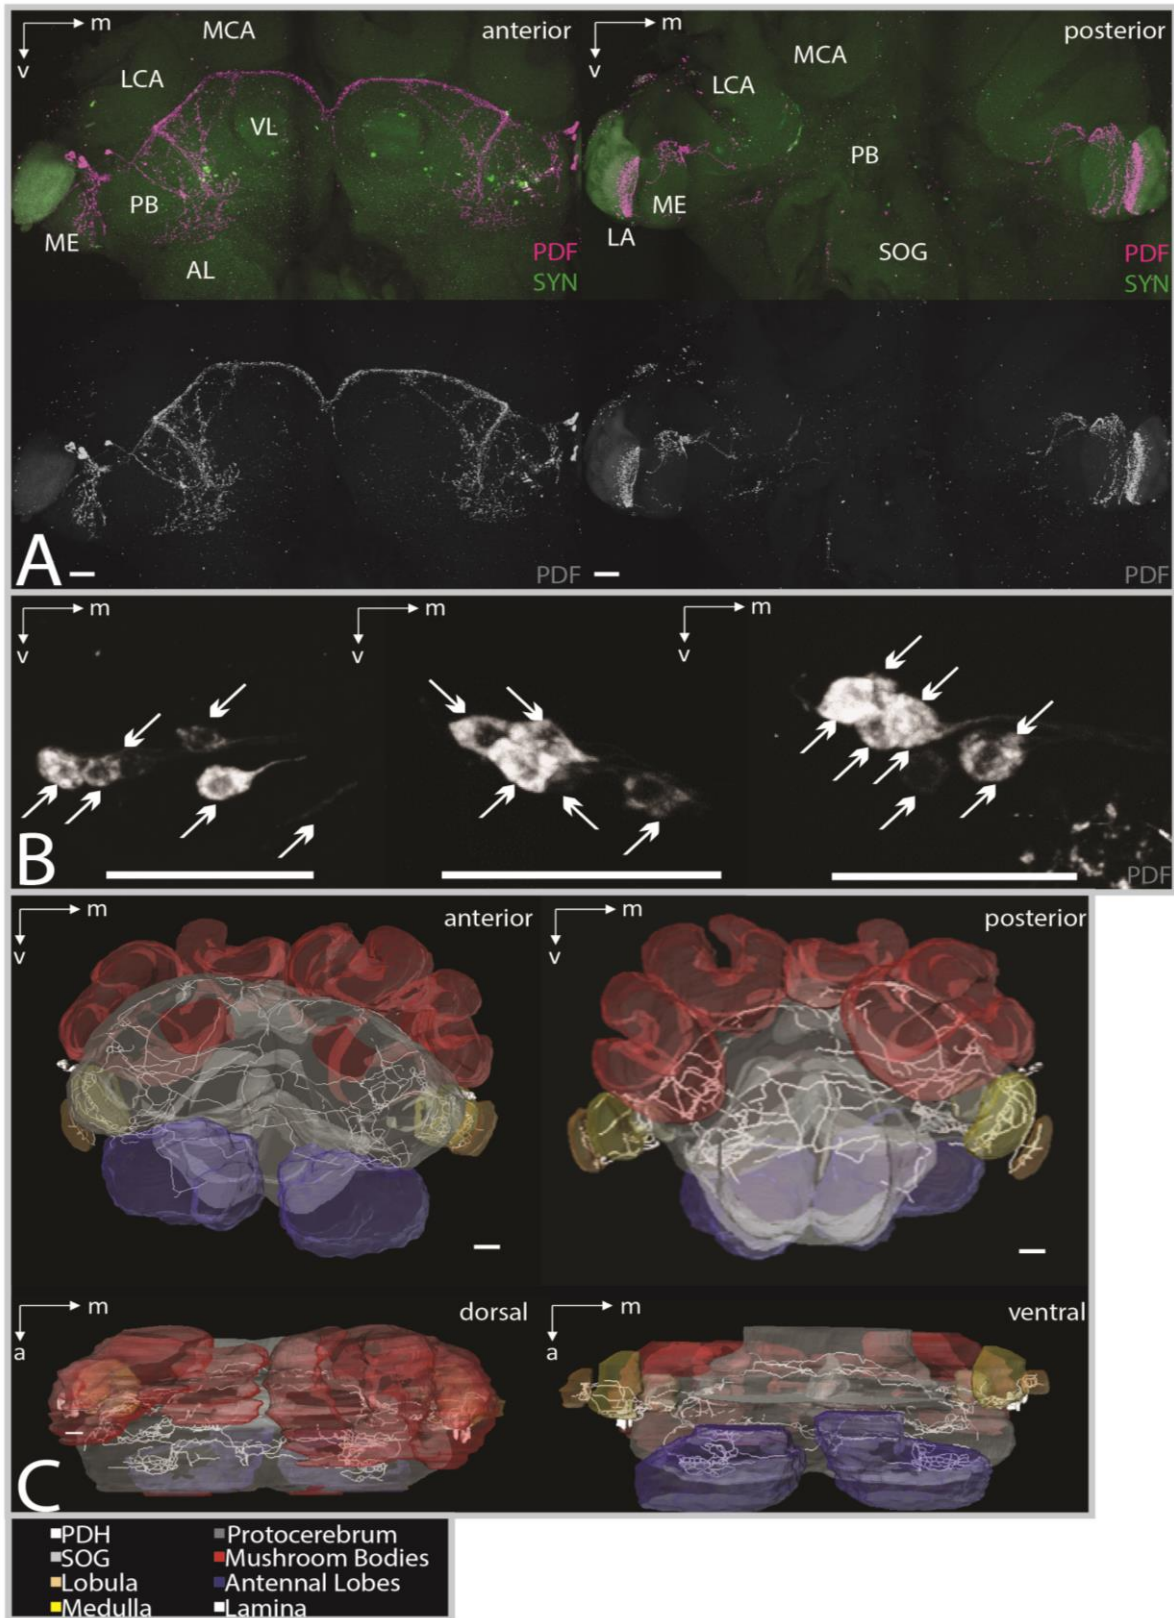 m
v
MCA
anterior
LCA
VL
PB
ME
AL
PDF
SYN
m
v
MCA
posterior
LCA
PB
ME
LA
SOG
PDF
SYN
A
PDF
PDF
m
v
m
v
m
v
B
PDF
m
v
anterior
m
v
posterior
m
a
dorsal
m
a
ventral
C
PDH
SOG
Lobula
Medulla
Protocerebrum
Mushroom Bodies
Antennal Lobes
Lamina